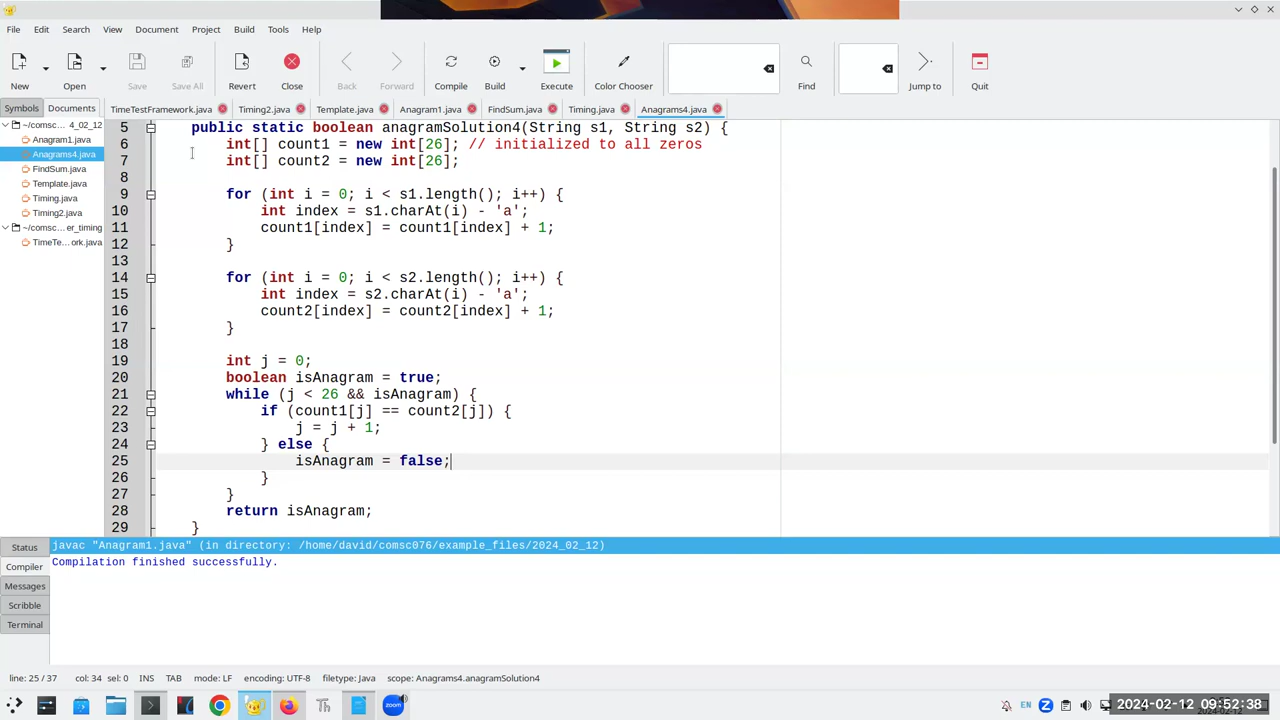 File Edit Search View Document Project Build Tools Help
New Open Save Save All Revert Close Back Forward Compile Build Execute Color Chooser Find Jump to Quit
Symbols Documents TimeTestFramework.java Timing2.java Template.java Anagram1.java FindSum.java Timing.java Anagrams4.java
~/comsc… 4_02_12
Anagram1.java
Anagrams4.java
FindSum.java
Template.java
Timing.java
Timing2.java
~/comsc…er_timing
TimeTe…ork.java
5 public static boolean anagramSolution4(String s1, String s2) {
6 int[] count1 = new int[26]; // initialized to all zeros
7 int[] count2 = new int[26];
8
9 for (int i = 0; i < s1.length(); i++) {
10 int index = s1.charAt(i) - 'a';
11 count1[index] = count1[index] + 1;
12 }
13
14 for (int i = 0; i < s2.length(); i++) {
15 int index = s2.charAt(i) - 'a';
16 count2[index] = count2[index] + 1;
17 }
18
19 int j = 0;
20 boolean isAnagram = true;
21 while (j < 26 && isAnagram) {
22 if (count1[j] == count2[j]) {
23 j = j + 1;
24 } else {
25 isAnagram = false;
26 }
27 }
28 return isAnagram;
29 }
Status
Compiler
Messages
Scribble
Terminal
javac "Anagram1.java" (in directory: /home/david/comsc076/example_files/2024_02_12)
Compilation finished successfully.
line: 25 / 37 col: 34 sel: 0 INS TAB mode: LF encoding: UTF-8 filetype: Java scope: Anagrams4.anagramSolution4
Th zoom EN Z 2024-02-12 09:52:38